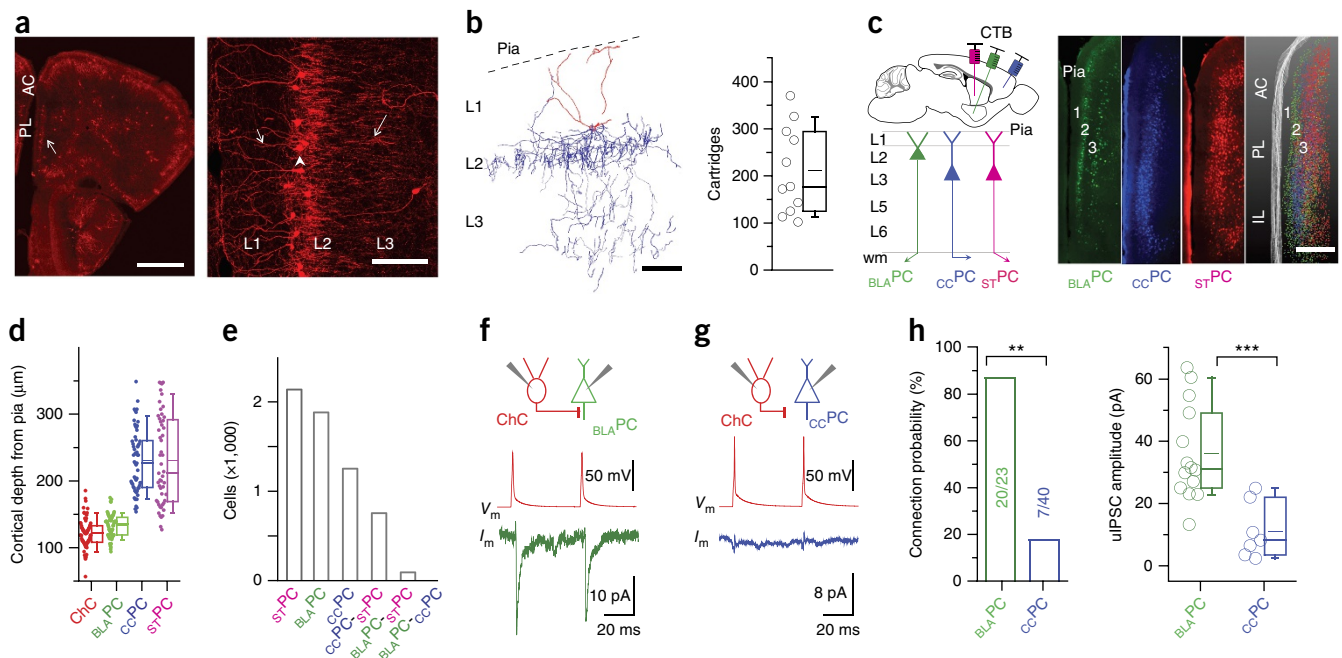 a
AC
PL
L1
L2
L3
b
Pia
L1
L2
L3
Cartridges
400
300
200
100
0
c
CTB
Pia
L1
L2
L3
L5
L6
wm
BLAPC
CCPC
STPC
Pia
1
2
3
AC
PL
IL
1
2
3
BLAPC
CCPC
STPC
d
Cortical depth from pia (μm)
300
200
100
ChC
BLAPC
CCPC
STPC
e
Cells (×1,000)
2
1
0
STPC
BLAPC
CCPC
CCPC-STPC
BLAPC-STPC
BLAPC-CCPC
f
ChC
BLAPC
50 mV
Vm
Im
10 pA
20 ms
g
ChC
CCPC
50 mV
Vm
Im
8 pA
20 ms
h
Connection probability (%)
100
80
60
40
20
0
**
20/23
7/40
BLAPC
CCPC
uIPSC amplitude (pA)
60
40
20
0
***
BLAPC
CCPC